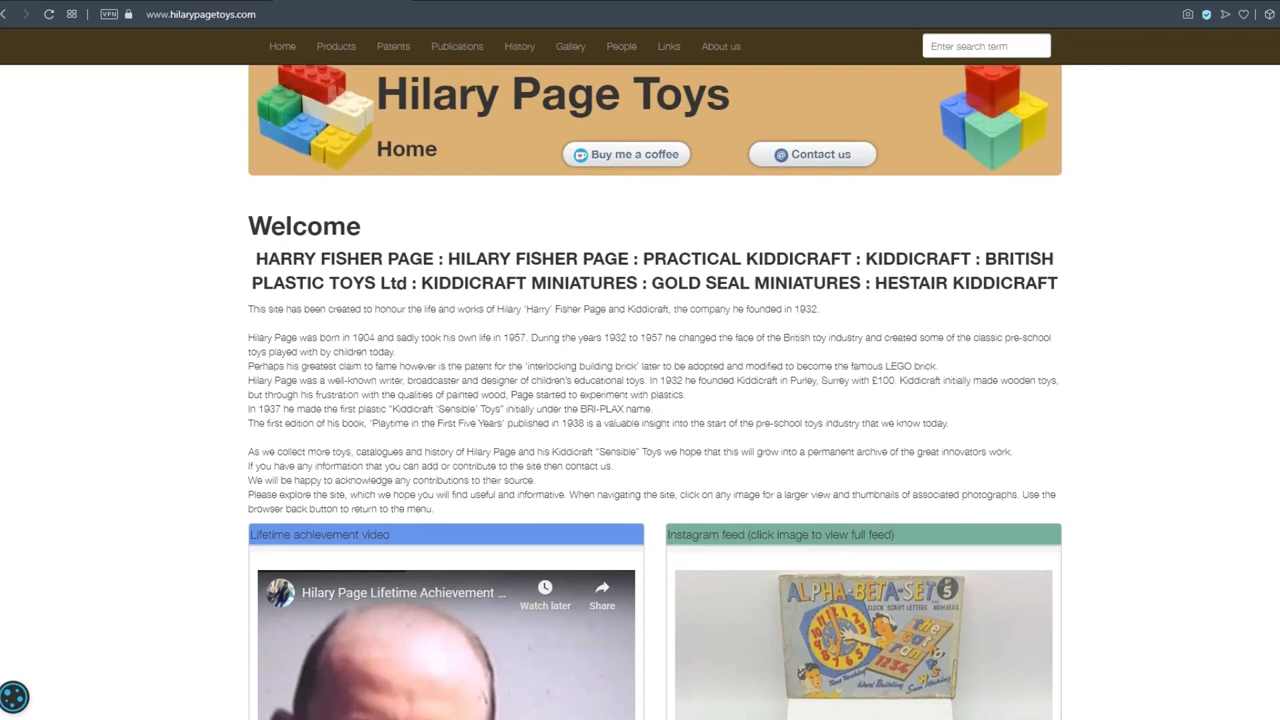 VPN
www.hilarypagetoys.com
Home Products Patents Publications History Gallery People Links About us
Enter search term
Hilary Page Toys
Home
Buy me a coffee
Contact us
Welcome
HARRY FISHER PAGE : HILARY FISHER PAGE : PRACTICAL KIDDICRAFT : KIDDICRAFT : BRITISH
PLASTIC TOYS Ltd : KIDDICRAFT MINIATURES : GOLD SEAL MINIATURES : HESTAIR KIDDICRAFT
This site has been created to honour the life and works of Hilary 'Harry' Fisher Page and Kiddicraft, the company he founded in 1932.
Hilary Page was born in 1904 and sadly took his own life in 1957. During the years 1932 to 1957 he changed the face of the British toy industry and created some of the classic pre-school
toys played with by children today.
Perhaps his greatest claim to fame however is the patent for the 'interlocking building brick' later to be adopted and modified to become the famous LEGO brick.
Hilary Page was a well-known writer, broadcaster and designer of children's educational toys. In 1932 he founded Kiddicraft in Purley, Surrey with £100. Kiddicraft initially made wooden toys,
but through his frustration with the qualities of painted wood, Page started to experiment with plastics.
In 1937 he made the first plastic "Kiddicraft 'Sensible' Toys" initially under the BRI-PLAX name.
The first edition of his book, 'Playtime in the First Five Years' published in 1938 is a valuable insight into the start of the pre-school toys industry that we know today.
As we collect more toys, catalogues and history of Hilary Page and his Kiddicraft "Sensible" Toys we hope that this will grow into a permanent archive of the great innovators work.
If you have any information that you can add or contribute to the site then contact us.
We will be happy to acknowledge any contributions to their source.
Please explore the site, which we hope you will find useful and informative. When navigating the site, click on any image for a larger view and thumbnails of associated photographs. Use the
browser back button to return to the menu.
Lifetime achievement video
Instagram feed (click image to view full feed)
Hilary Page Lifetime Achievement ...
Watch later
Share
ALPHA-BETA-SET
CLOCK SCRIPT LETTERS NUMBERS
the
cat
ran
1234
Time Teaching
Word Building